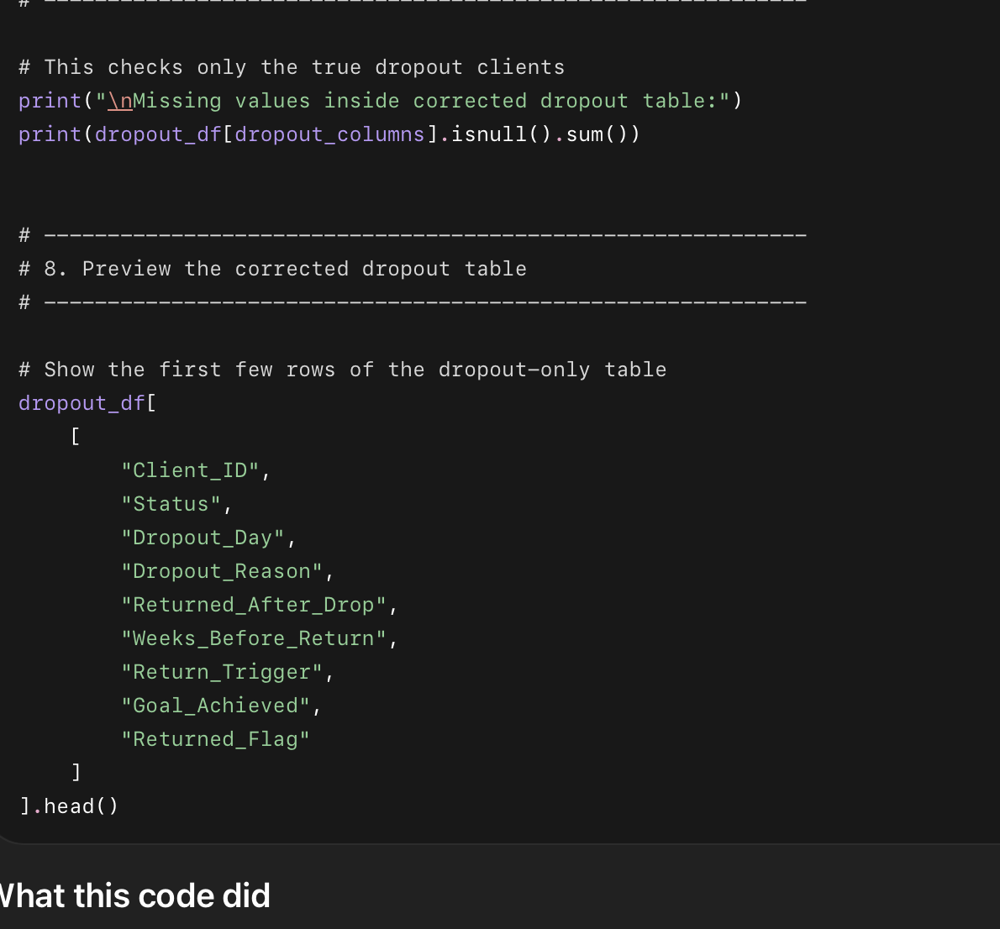 # ————————————————————————————————————————————————————————————
# This checks only the true dropout clients
print("\nMissing values inside corrected dropout table:")
print(dropout_df[dropout_columns].isnull().sum())
# ————————————————————————————————————————————————————————————
# 8. Preview the corrected dropout table
# ————————————————————————————————————————————————————————————
# Show the first few rows of the dropout-only table
dropout_df[
    [
        "Client_ID",
        "Status",
        "Dropout_Day",
        "Dropout_Reason",
        "Returned_After_Drop",
        "Weeks_Before_Return",
        "Return_Trigger",
        "Goal_Achieved",
        "Returned_Flag"
    ]
].head()
What this code did